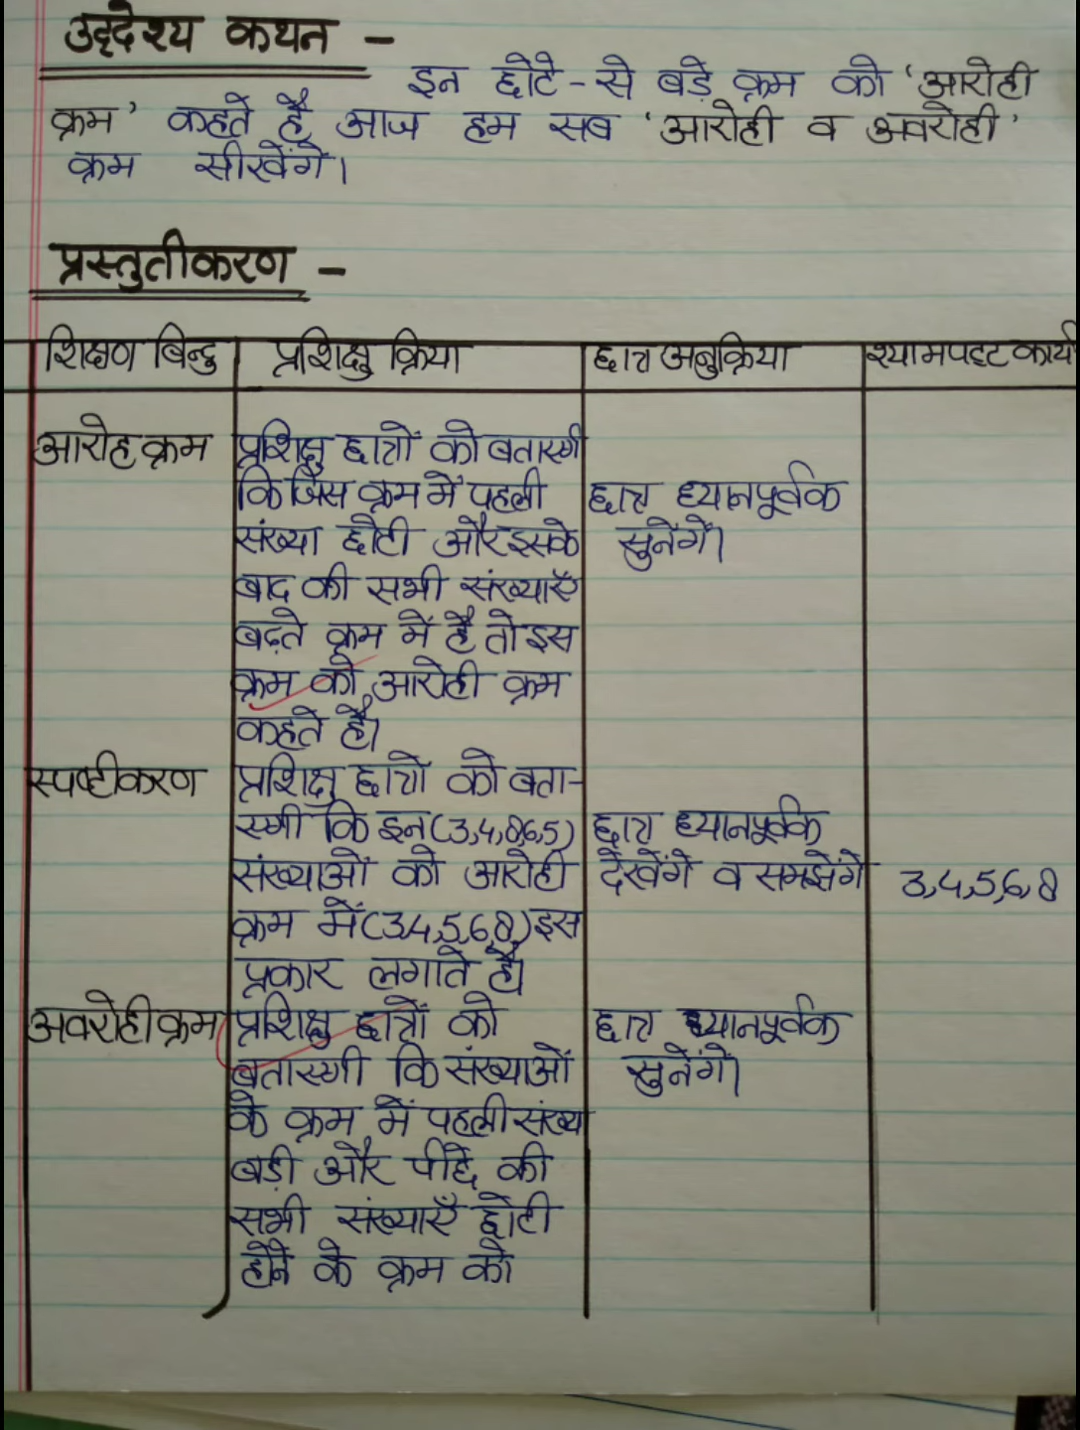 उद्देश्य कथन -
इन छोटे - से बड़े क्रम को 'आरोही
क्रम' कहते है आज हम सब 'आरोही व अवरोही'
क्रम सीखेंगे।
प्रस्तुतीकरण -
शिक्षण बिन्दु प्रशिक्षु क्रिया छात्र अनुक्रिया श्यामपट्ट कार्य
आरोह क्रम प्रशिक्षु छात्रों को बताएगी
कि जिस क्रम में पहली छात्र ध्यानपूर्वक
संख्या छोटी और इसके सुनेंगें।
बाद की सभी संख्याएँ
बढ़ते क्रम में है तो इस
क्रम को आरोही क्रम
कहते है।
स्पष्टीकरण प्रशिक्षु छात्रों को बता-
एगी कि इन (3,4,8,6,5) छात्र ध्यानपूर्वक
संख्याओं को आरोही देखेंगे व समझेंगे 3,4,5,6,8
क्रम में (3,4,5,6,8) इस
प्रकार लगाते है।
अवरोही क्रम प्रशिक्षु छात्रों को छात्र ध्यानपूर्वक
बताएगी कि संख्याओं सुनेंगे।
के क्रम में पहली संख्या
बड़ी और पीछे की
सभी संख्याएँ छोटी
होने के क्रम को